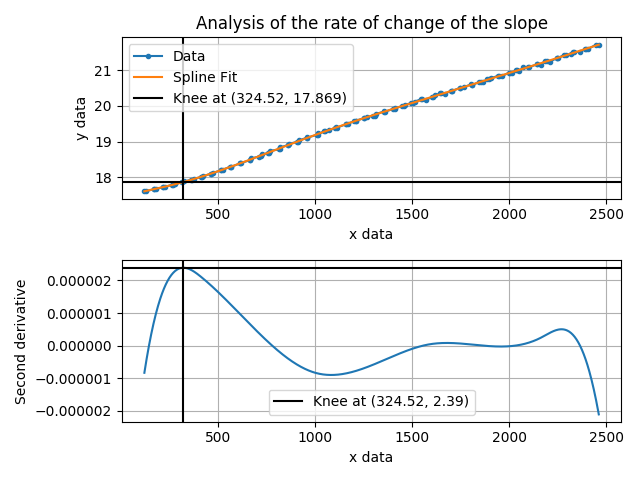 Analysis of the rate of change of the slope
Data
Spline Fit
Knee at (324.52, 17.869)
y data
21
20
19
18
500 1000 1500 2000 2500
x data
Second derivative
0.000002
0.000001
0.000000
−0.000001
−0.000002
Knee at (324.52, 2.39)
500 1000 1500 2000 2500
x data